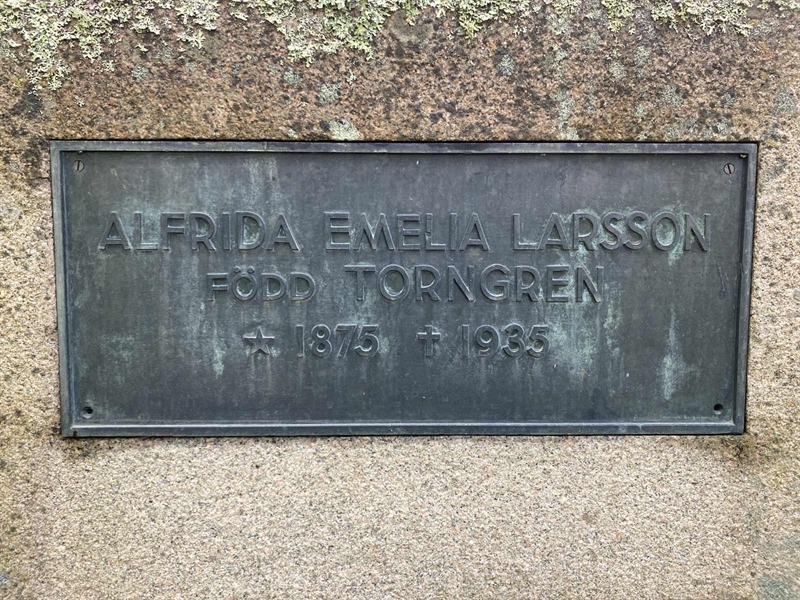 ALFRIDA EMELIA LARSSON
FÖDD TORNGREN
★ 1875 ✝ 1935